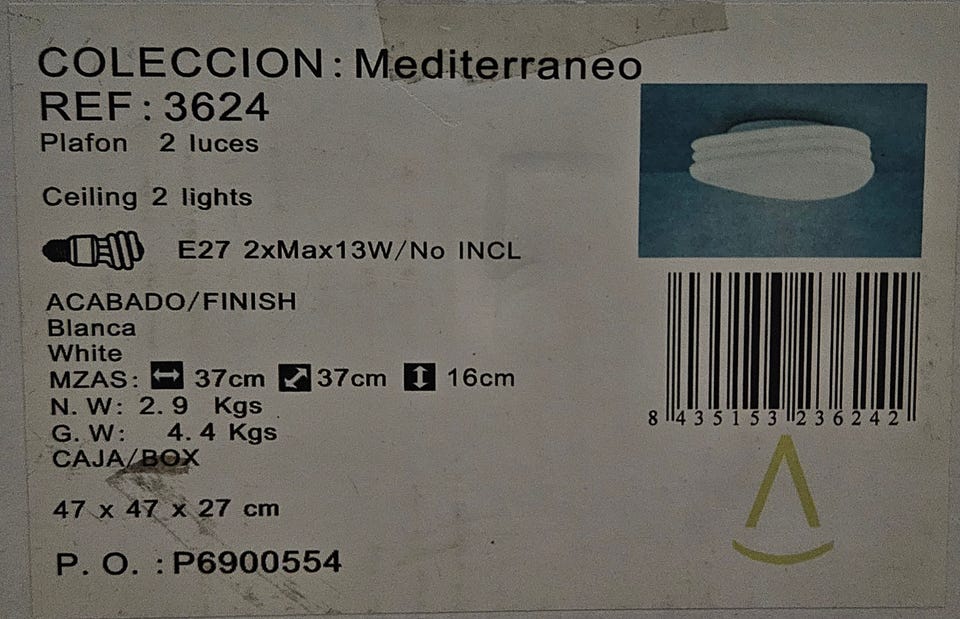 COLECCION: Mediterraneo
REF: 3624
Plafon 2 luces
Ceiling 2 lights
E27 2xMax13W/No INCL
ACABADO/FINISH
Blanca
White
MZAS: 37cm 37cm 16cm
N. W: 2.9 Kgs
G. W: 4.4 Kgs
CAJA/BOX
47 x 47 x 27 cm
P. O. : P6900554
8 435153 236242